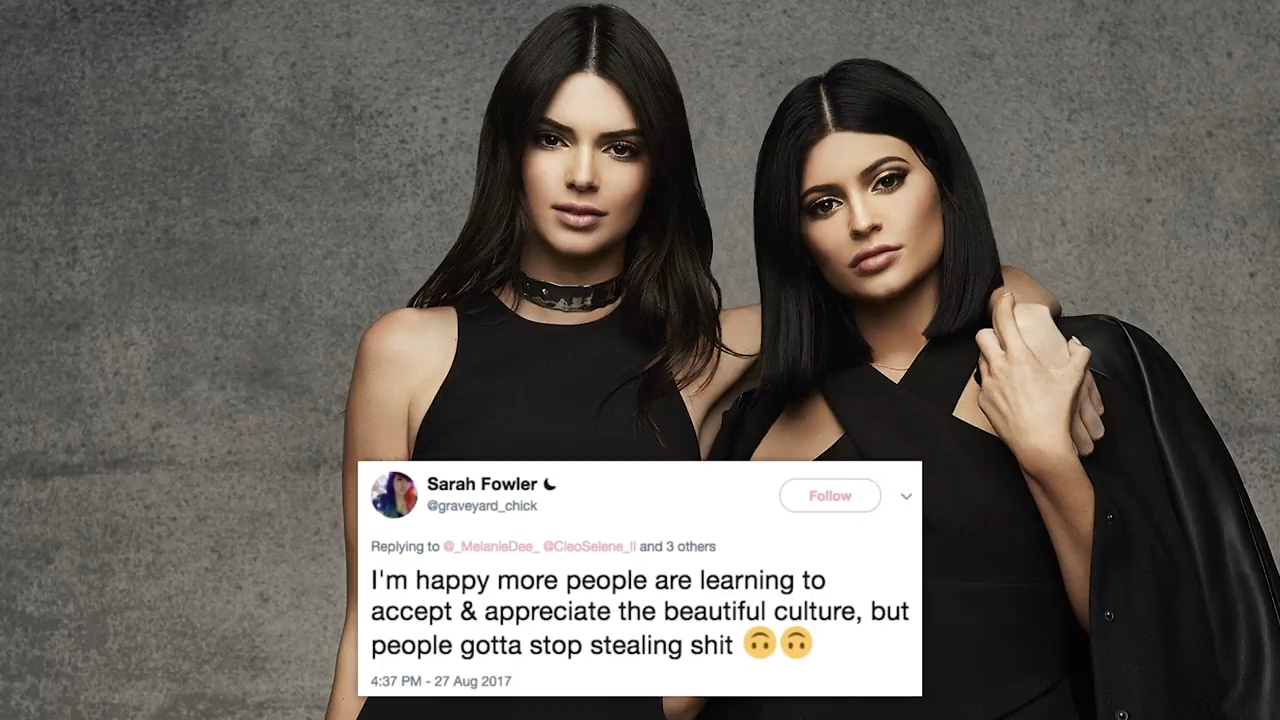 Sarah Fowler
@graveyard_chick
Follow
Replying to @_MelanieDee_ @CleoSelene_II and 3 others
I'm happy more people are learning to
accept & appreciate the beautiful culture, but
people gotta stop stealing shit 🙃🙃
4:37 PM - 27 Aug 2017